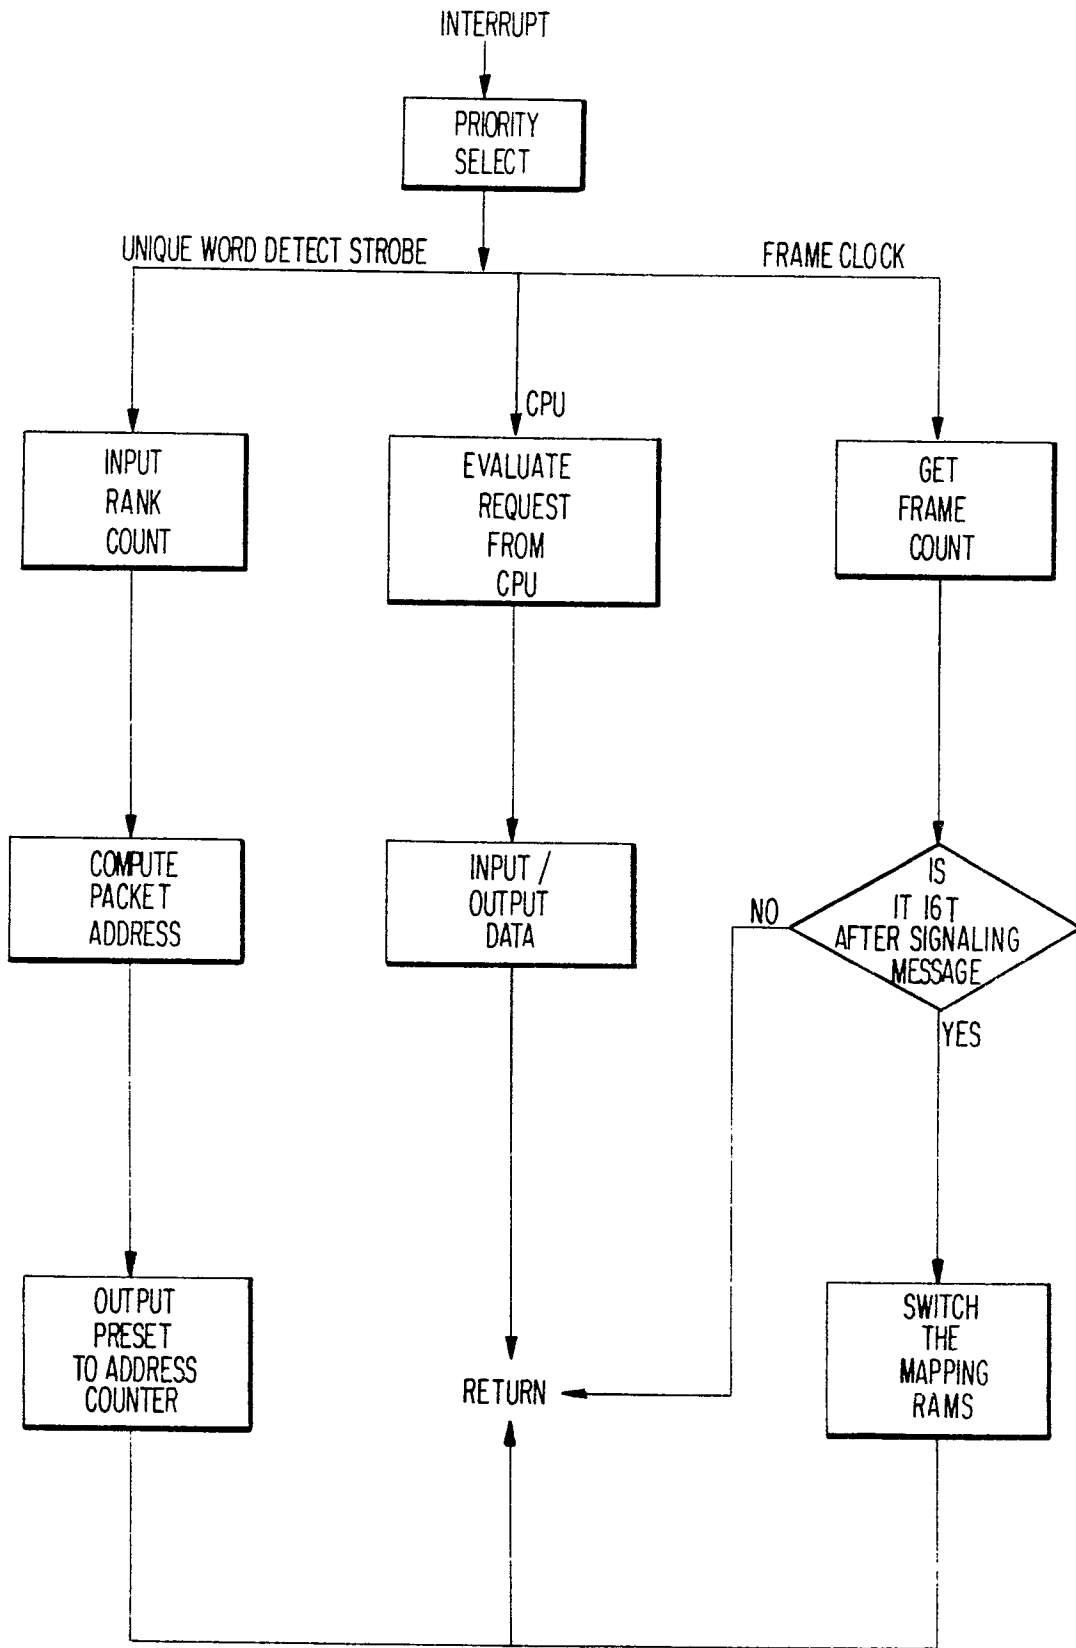 INTERRUPT
PRIORITY
SELECT
UNIQUE WORD DETECT STROBE
FRAME CLOCK
CPU
INPUT
RANK
COUNT
EVALUATE
REQUEST
FROM
CPU
GET
FRAME
COUNT
COMPUTE
PACKET
ADDRESS
INPUT /
OUTPUT
DATA
NO
IS
IT 16T
AFTER SIGNALING
MESSAGE
YES
OUTPUT
PRESET
TO ADDRESS
COUNTER
RETURN
SWITCH
THE
MAPPING
RAMS